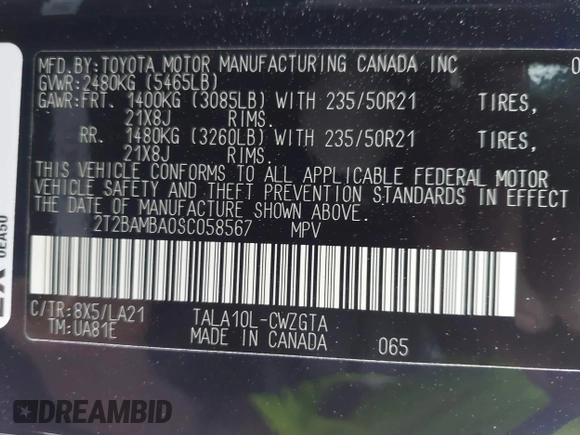 MFD.BY:TOYOTA MOTOR MANUFACTURING CANADA INC 0
GVWR:2480KG (5465LB)
GAWR:FRT. 1400KG (3085LB) WITH 235/50R21 TIRES,
21X8J RIMS.
RR. 1480KG (3260LB) WITH 235/50R21 TIRES,
21X8J RIMS.
THIS VEHICLE CONFORMS TO ALL APPLICABLE FEDERAL MOTOR
VEHICLE SAFETY AND THEFT PREVENTION STANDARDS IN EFFECT
THE DATE OF MANUFACTURE SHOWN ABOVE.
2T2BAMBA0SC058567 MPV
0EA50
C/TR:8X5/LA21 TALA10L-CWZGTA
TM:UA81E MADE IN CANADA 065
DREAMBID